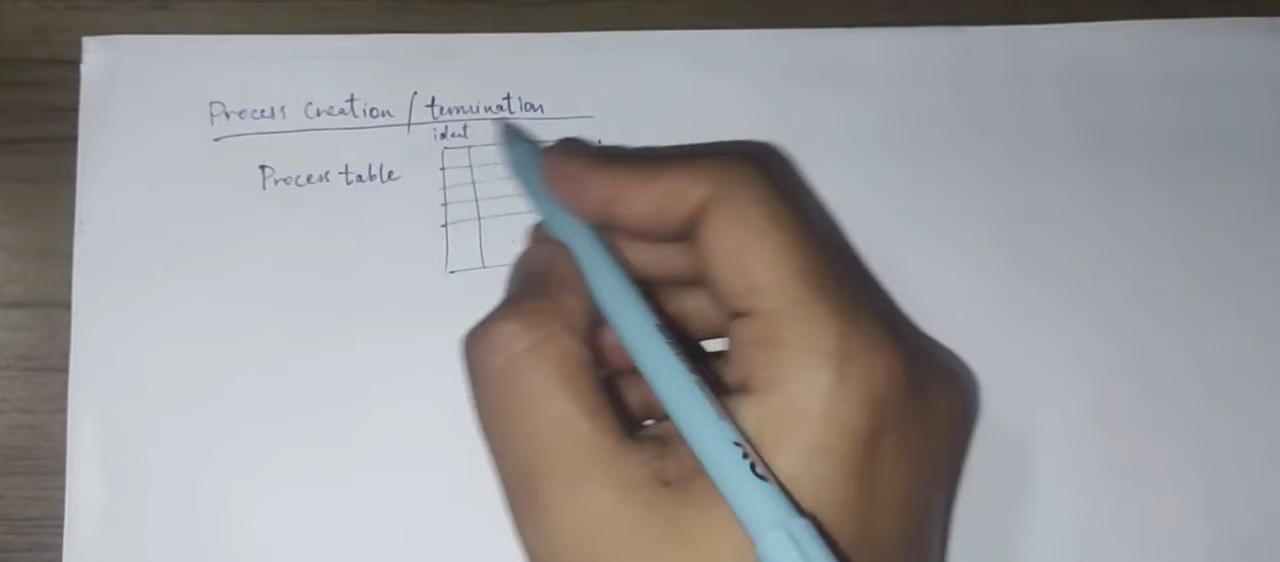 Process Creation / termination
ident
Process table